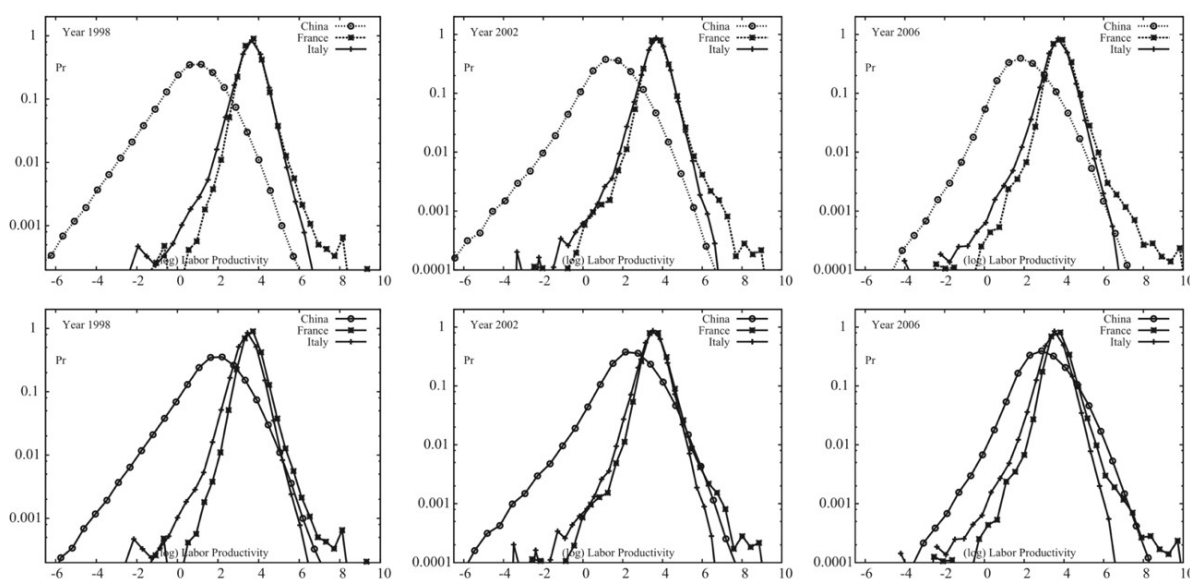 Year 1998
China
France
Italy
Pr
1
0.1
0.01
0.001
(log) Labor Productivity
-6 -4 -2 0 2 4 6 8 10
Year 2002
China
France
Italy
Pr
1
0.1
0.01
0.001
0.0001
(log) Labor Productivity
-6 -4 -2 0 2 4 6 8 10
Year 2006
China
France
Italy
Pr
1
0.1
0.01
0.001
0.0001
(log) Labor Productivity
-6 -4 -2 0 2 4 6 8 10
Year 1998
China
France
Italy
Pr
1
0.1
0.01
0.001
(log) Labor Productivity
-6 -4 -2 0 2 4 6 8 10
Year 2002
China
France
Italy
Pr
1
0.1
0.01
0.001
0.0001
(log) Labor Productivity
-6 -4 -2 0 2 4 6 8 10
Year 2006
China
France
Italy
Pr
1
0.1
0.01
0.001
0.0001
(log) Labor Productivity
-6 -4 -2 0 2 4 6 8 10